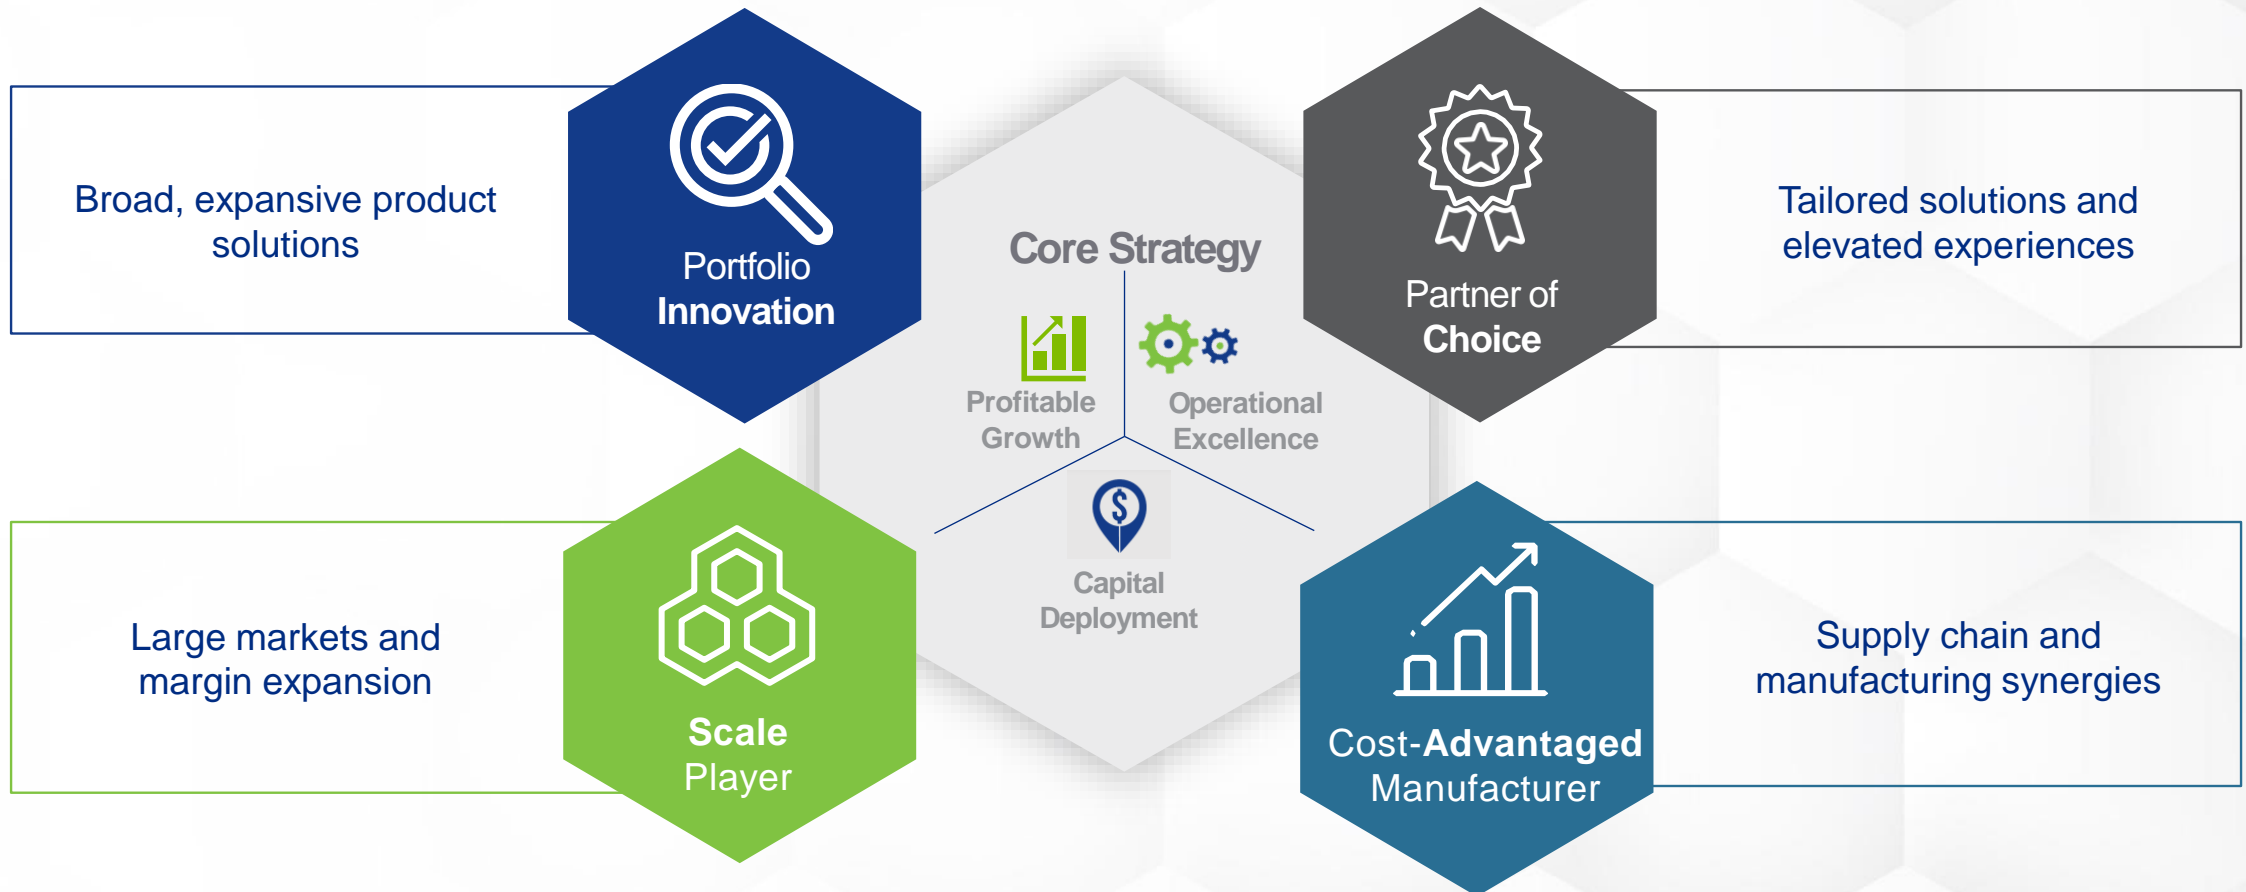 Broad, expansive product
solutions
Portfolio
Innovation
Core Strategy
Profitable
Growth
Operational
Excellence
Capital
Deployment
Partner of
Choice
Tailored solutions and
elevated experiences
Large markets and
margin expansion
Scale
Player
Cost-Advantaged
Manufacturer
Supply chain and
manufacturing synergies